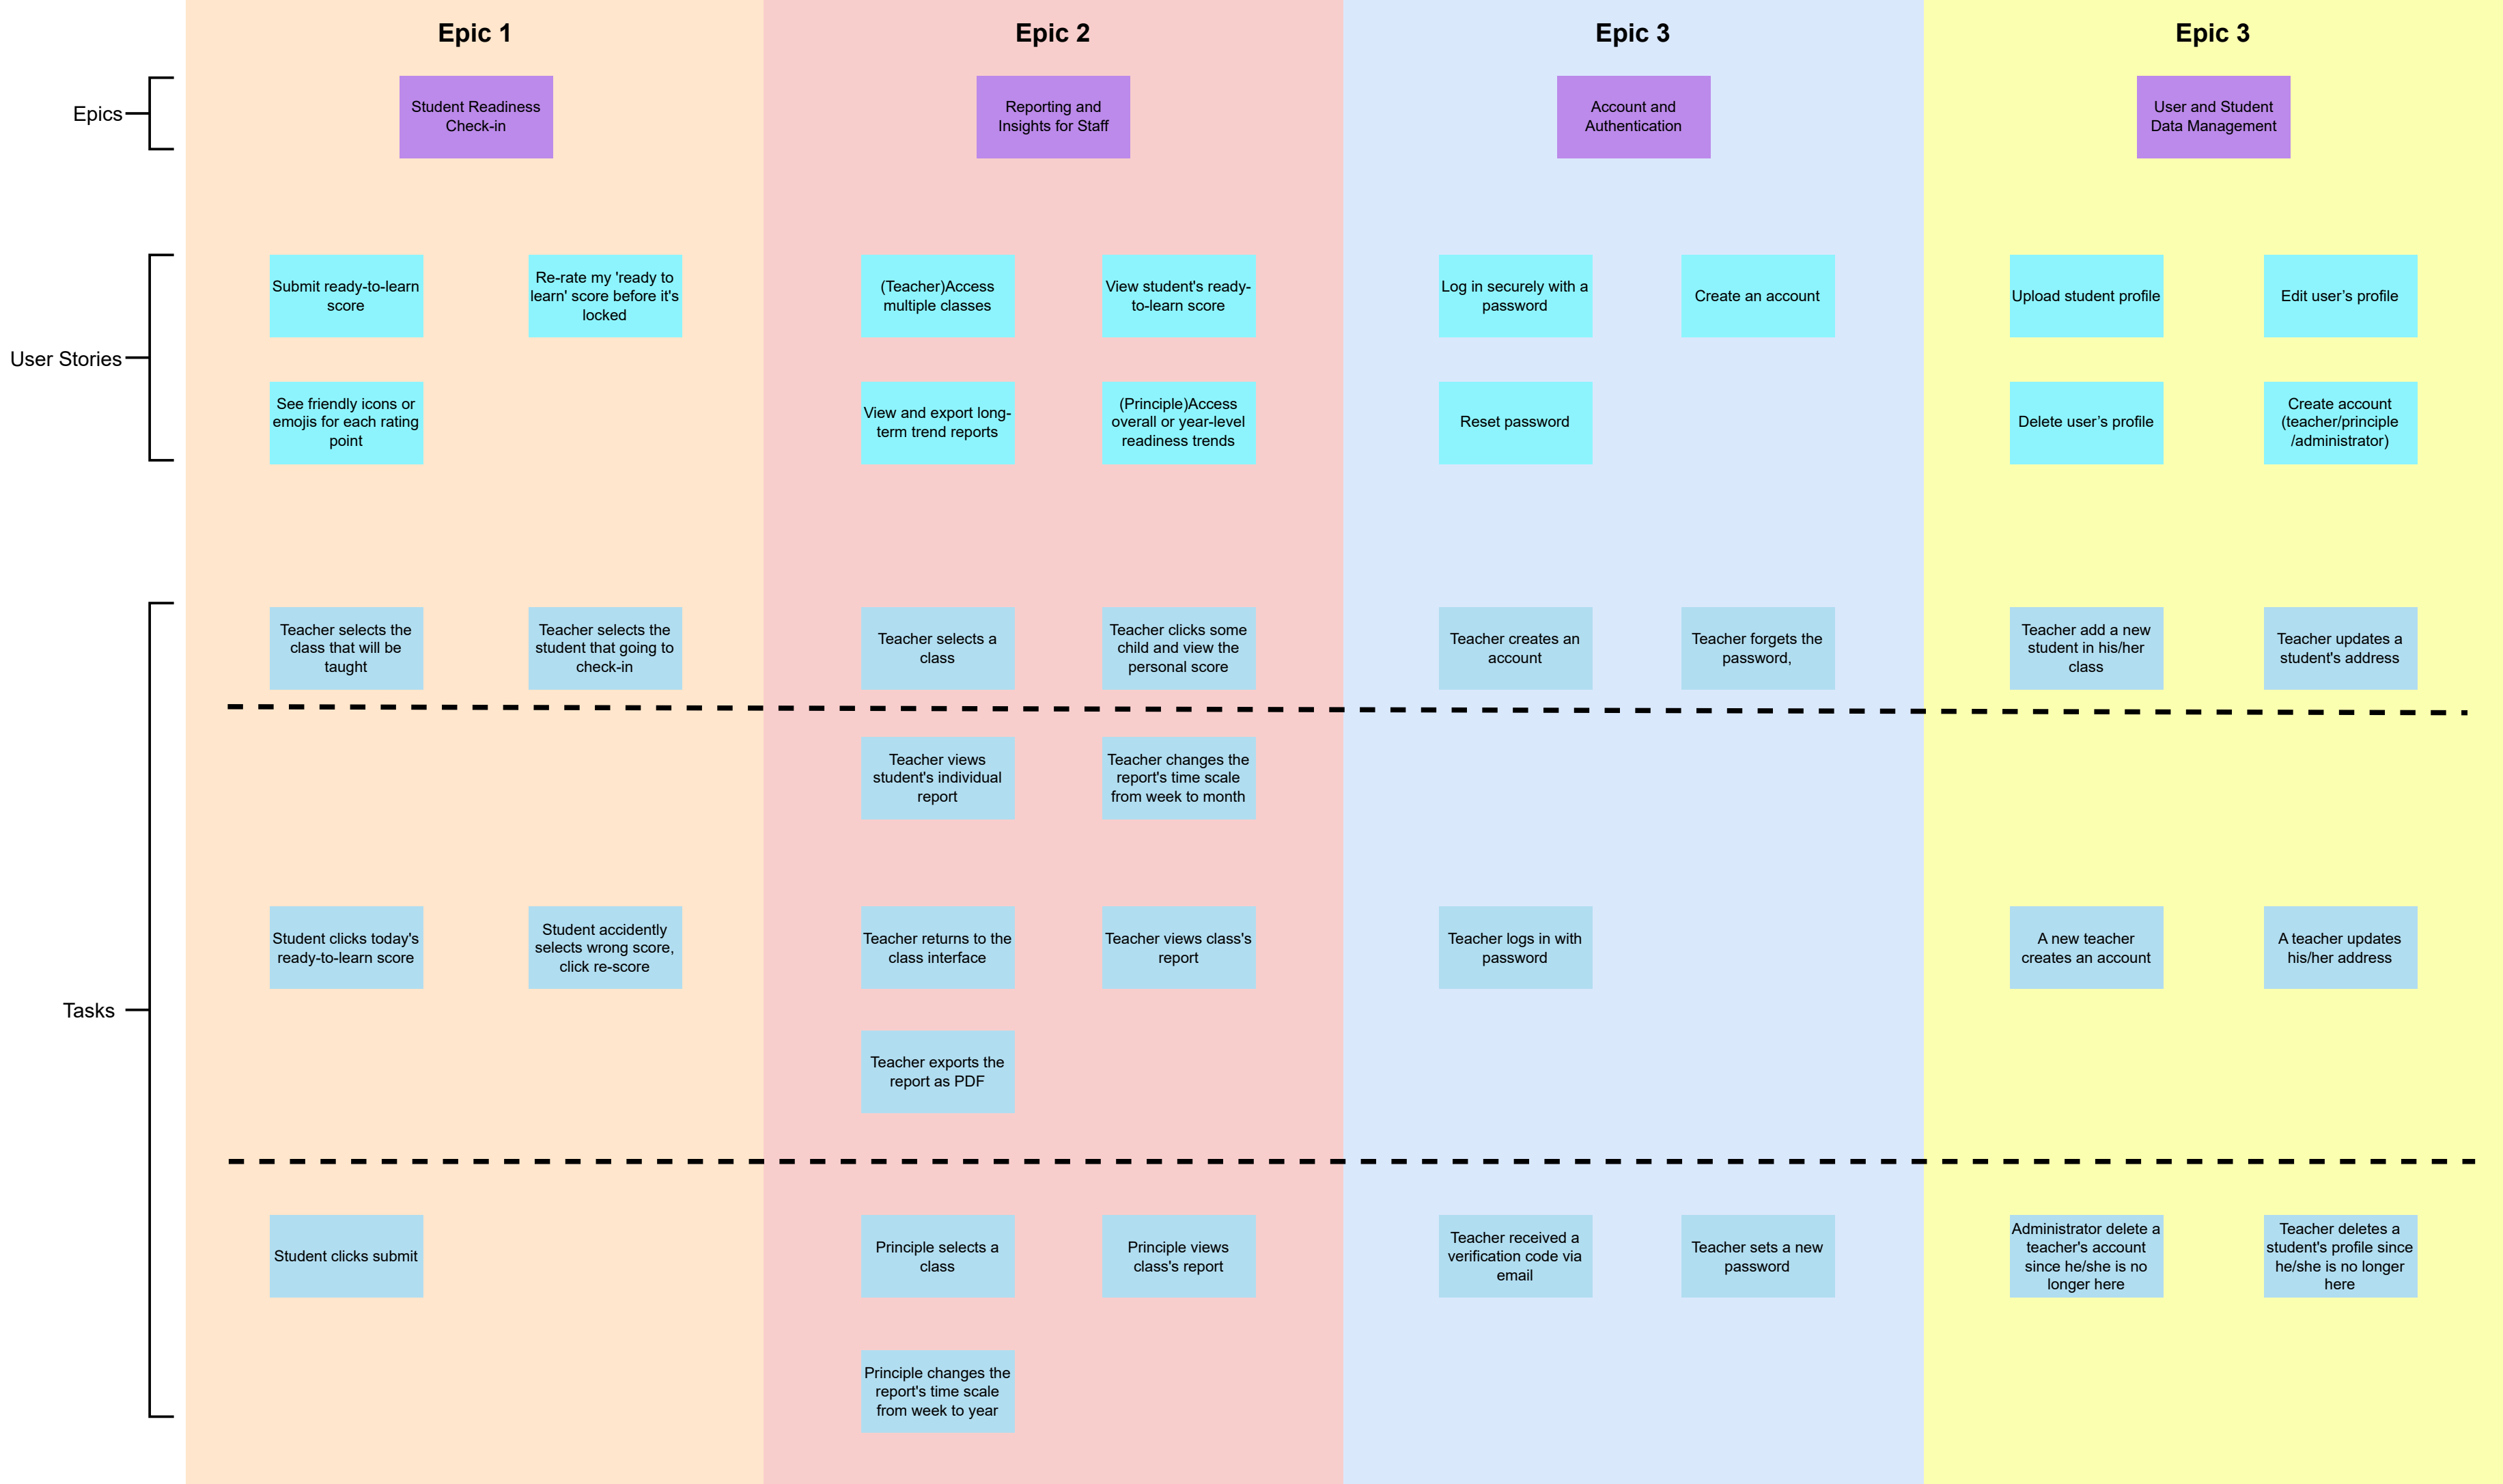 Epic 1
Epic 2
Epic 3
Epic 3
Epics
Student Readiness
Check-in
Reporting and
Insights for Staff
Account and
Authentication
User and Student
Data Management
User Stories
Submit ready-to-learn
score
Re-rate my 'ready to
learn' score before it's
locked
(Teacher)Access
multiple classes
View student's ready-
to-learn score
Log in securely with a
password
Create an account
Upload student profile
Edit user’s profile
See friendly icons or
emojis for each rating
point
View and export long-
term trend reports
(Principle)Access
overall or year-level
readiness trends
Reset password
Delete user’s profile
Create account
(teacher/principle
/administrator)
Tasks
Teacher selects the
class that will be
taught
Teacher selects the
student that going to
check-in
Teacher selects a
class
Teacher clicks some
child and view the
personal score
Teacher creates an
account
Teacher forgets the
password,
Teacher add a new
student in his/her
class
Teacher updates a
student's address
Teacher views
student's individual
report
Teacher changes the
report's time scale
from week to month
Student clicks today's
ready-to-learn score
Student accidently
selects wrong score,
click re-score
Teacher returns to the
class interface
Teacher views class's
report
Teacher logs in with
password
A new teacher
creates an account
A teacher updates
his/her address
Teacher exports the
report as PDF
Student clicks submit
Principle selects a
class
Principle views
class's report
Teacher received a
verification code via
email
Teacher sets a new
password
Administrator delete a
teacher's account
since he/she is no
longer here
Teacher deletes a
student's profile since
he/she is no longer
here
Principle changes the
report's time scale
from week to year